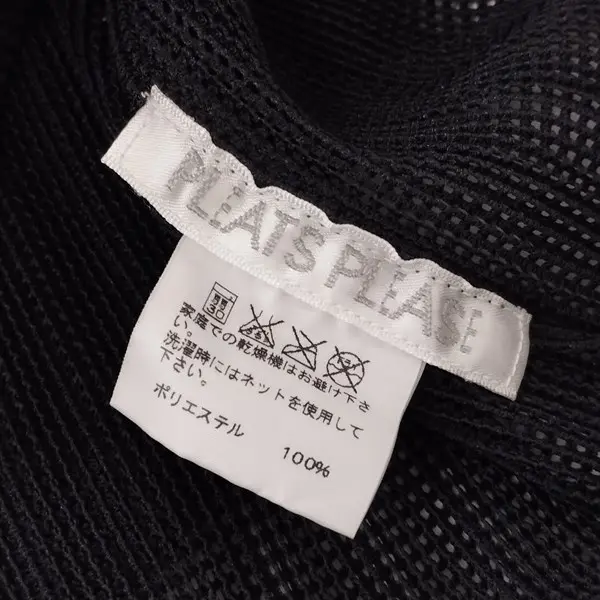 PLEATS PLEASE
30
家庭での乾燥機はお避け下さ
い。
洗濯時にはネットを使用して
下さい。
ポリエステル 100%